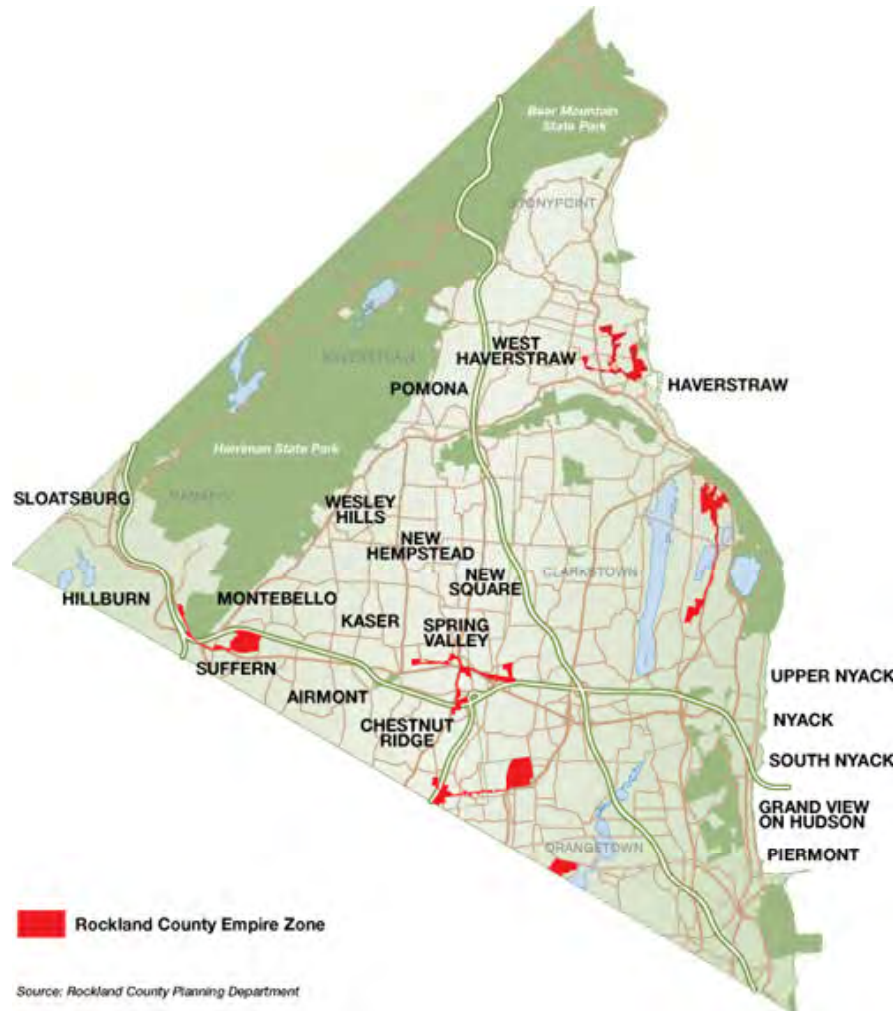 Bear Mountain
State Park
STONYPOINT
WEST
HAVERSTRAW
HAVERSTRAW
HAVERSTRAW
POMONA
Harriman State Park
SLOATSBURG
RAMAPO
WESLEY
HILLS
NEW
HEMPSTEAD
NEW
SQUARE
CLARKSTOWN
HILLBURN
MONTEBELLO
KASER
SPRING
VALLEY
SUFFERN
UPPER NYACK
AIRMONT
NYACK
CHESTNUT
RIDGE
SOUTH NYACK
GRAND VIEW
ON HUDSON
ORANGETOWN
PIERMONT
Rockland County Empire Zone
Source: Rockland County Planning Department